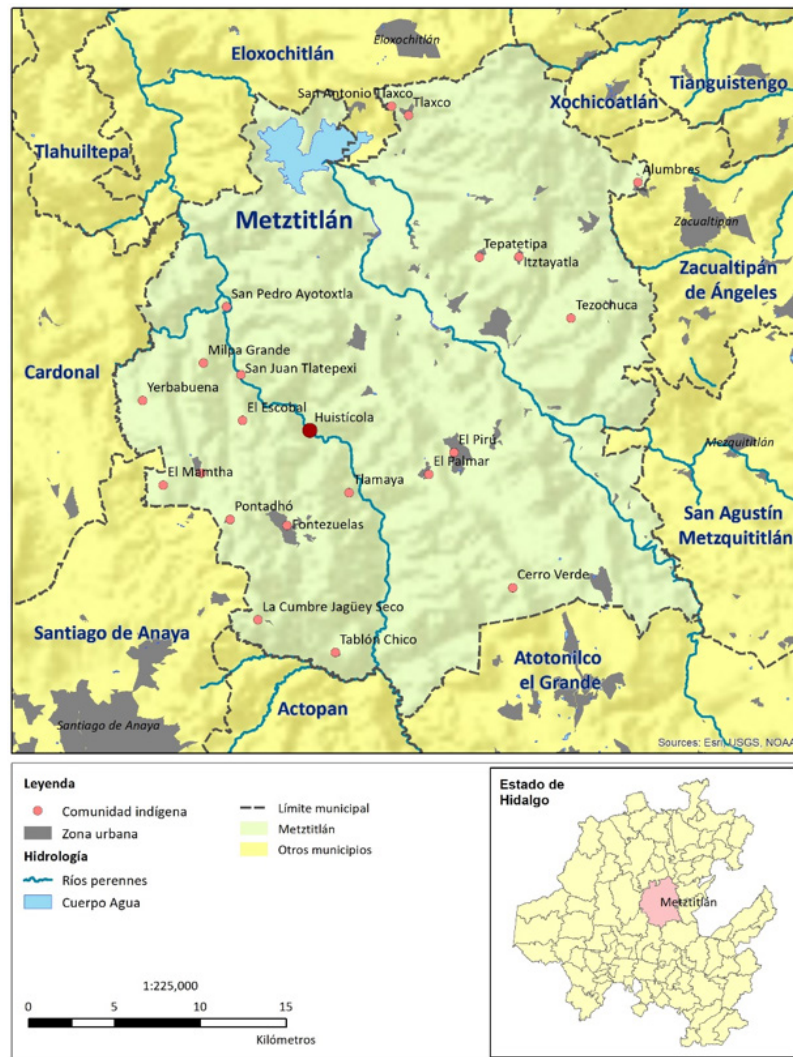 Eloxochitlán
Eloxochitlán
Tianguistengo
San Antonio Tlaxco
Tlaxco
Xochicoatlán
Tlahuiltepa
Alumbres
Metztitlán
Zacualtipán
Tepatetipa
Itztayatla
Zacualtipán
de Ángeles
San Pedro Ayotoxtla
Tezochuca
Cardonal
Milpa Grande
San Juan Tlatepexi
Yerbabuena
El Escobal
Huistícola
El Pirú
Mezquititlán
El Palmar
El Mamtha
Tlamaya
San Agustín
Metzquititlán
Pontadhó
Fontezuelas
Cerro Verde
La Cumbre Jagüey Seco
Santiago de Anaya
Tablón Chico
Atotonilco
el Grande
Actopan
Santiago de Anaya
Sources: Esri, USGS, NOAA
Leyenda
Comunidad indígena
Zona urbana
Hidrología
Ríos perennes
Cuerpo Agua
Límite municipal
Metztitlán
Otros municipios
1:225,000
0 5 10 15
Kilómetros
Estado de
Hidalgo
Metztitlán